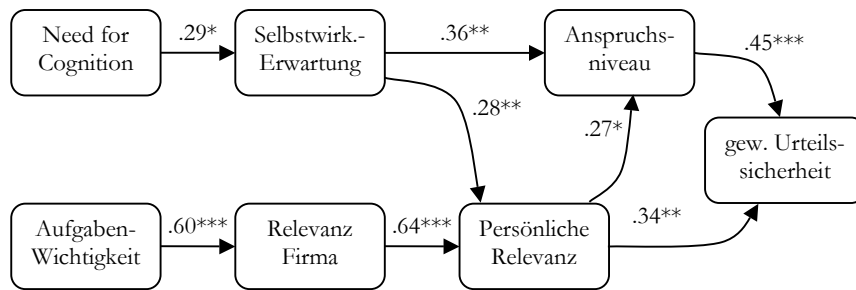 Need for
Cognition
.29*
Selbstwirk.-
Erwartung
.36**
Anspruchs-
niveau
.45***
.28**
.27*
gew. Urteils-
sicherheit
Aufgaben-
Wichtigkeit
.60***
Relevanz
Firma
.64***
Persönliche
Relevanz
.34**